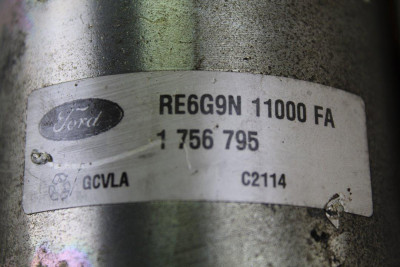 Ford
RE6G9N 11000 FA
1 756 795
GCVLA
C2114